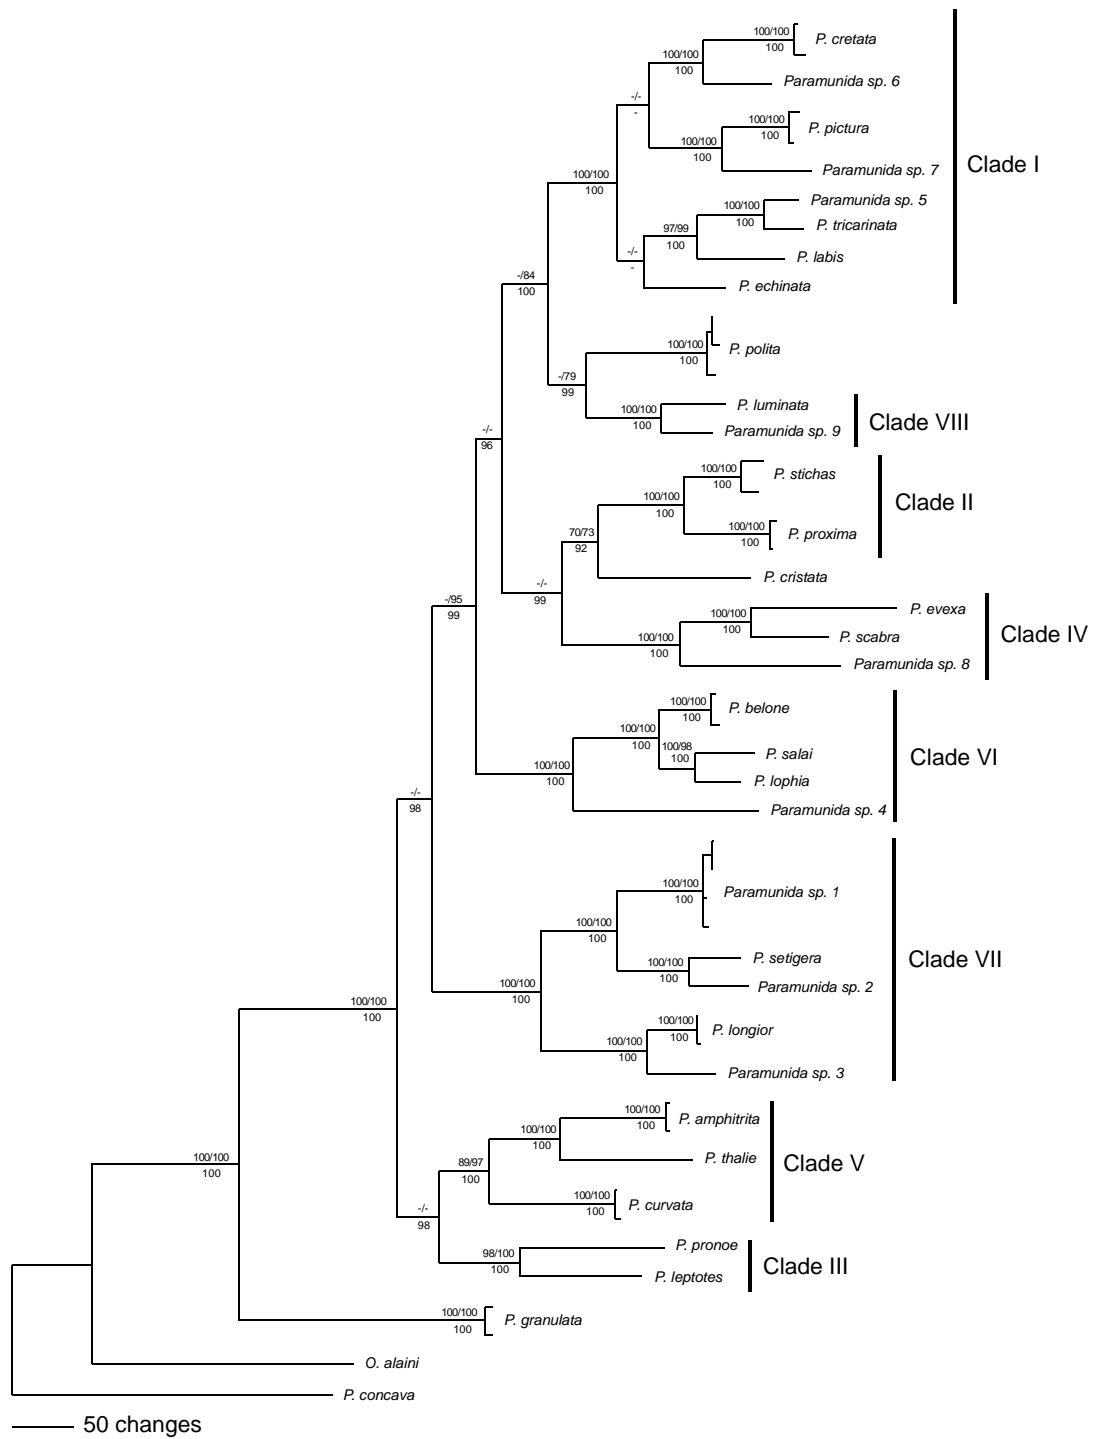 100/100
100
P. cretata
100/100
100
Paramunida sp. 6
-/-
-
100/100
100
P. pictura
100/100
100
Paramunida sp. 7
Clade I
100/100
100
Paramunida sp. 5
100/100
100
P. tricarinata
97/99
100
P. labis
-/-
-
P. echinata
-/84
100
100/100
100
P. polita
-/79
99
P. luminata
100/100
100
Paramunida sp. 9
Clade VIII
-/-
96
100/100
100
P. stichas
100/100
100
Clade II
100/100
100
P. proxima
70/73
92
P. cristata
-/-
99
P. evexa
100/100
100
P. scabra
100/100
100
Paramunida sp. 8
Clade IV
-/95
99
100/100
100
P. belone
100/100
100
100/98
100
P. salai
P. lophia
Clade VI
100/100
100
Paramunida sp. 4
-/-
98
100/100
100
Paramunida sp. 1
100/100
100
P. setigera
100/100
100
Paramunida sp. 2
Clade VII
100/100
100
100/100
100
P. longior
100/100
100
Paramunida sp. 3
100/100
100
100/100
100
P. amphitrita
100/100
100
P. thalie
Clade V
89/97
100
100/100
100
P. curvata
-/-
98
P. pronoe
98/100
100
P. leptotes
Clade III
100/100
100
100/100
100
P. granulata
O. alaini
P. concava
50 changes